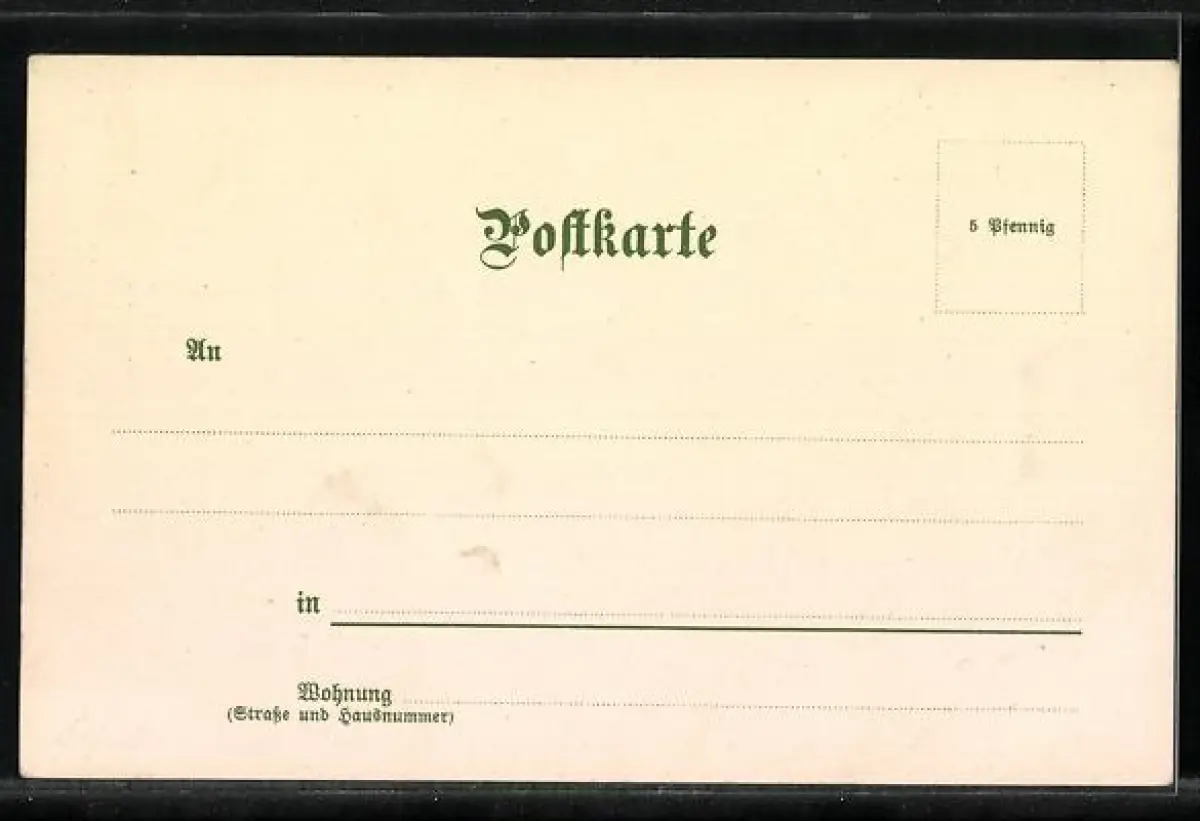 Postkarte
5 Pfennig
An
in
Wohnung
(Straße und Hausnummer)